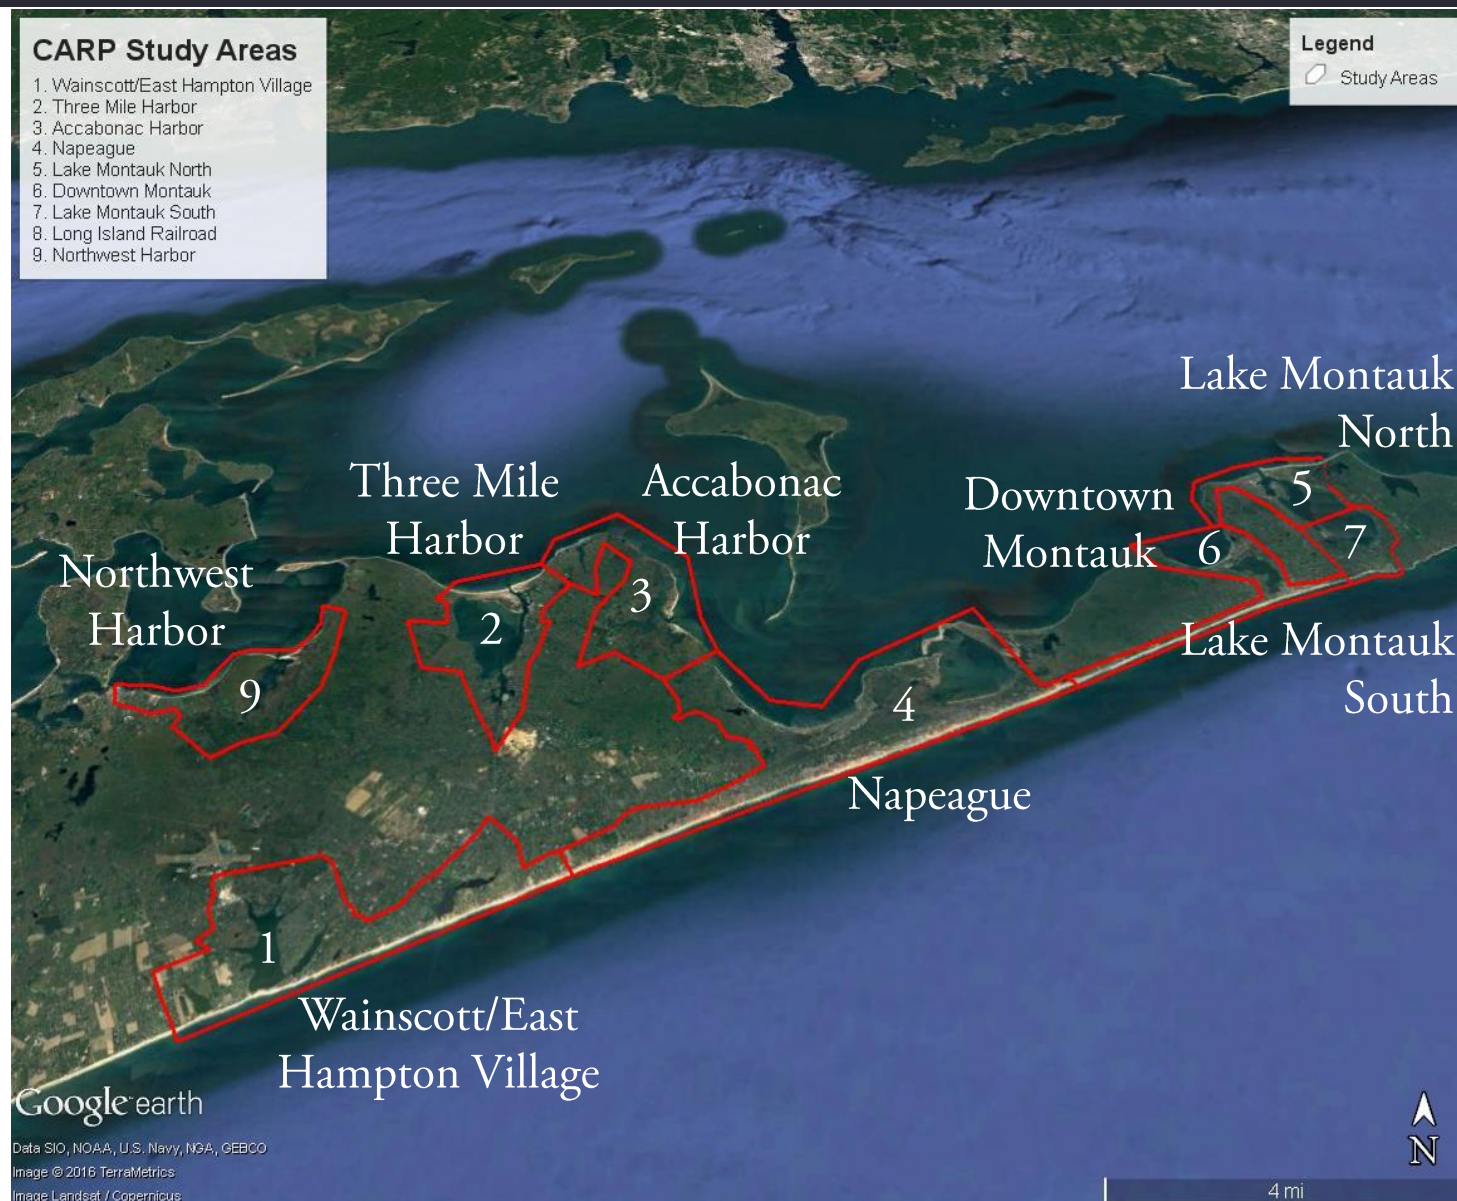 CARP Study Areas
1. Wainscott/East Hampton Village
2. Three Mile Harbor
3. Accabonac Harbor
4. Napeague
5. Lake Montauk North
6. Downtown Montauk
7. Lake Montauk South
8. Long Island Railroad
9. Northwest Harbor
Legend
Study Areas
Lake Montauk
North
Three Mile
Harbor
Accabonac
Harbor
Downtown
Montauk
Northwest
Harbor
5
6
7
3
2
9
4
Lake Montauk
South
Napeague
1
Wainscott/East
Hampton Village
Google earth
Data SIO, NOAA, U.S. Navy, NGA, GEBCO
Image © 2016 TerraMetrics
Image Landsat / Copernicus
N
4 mi